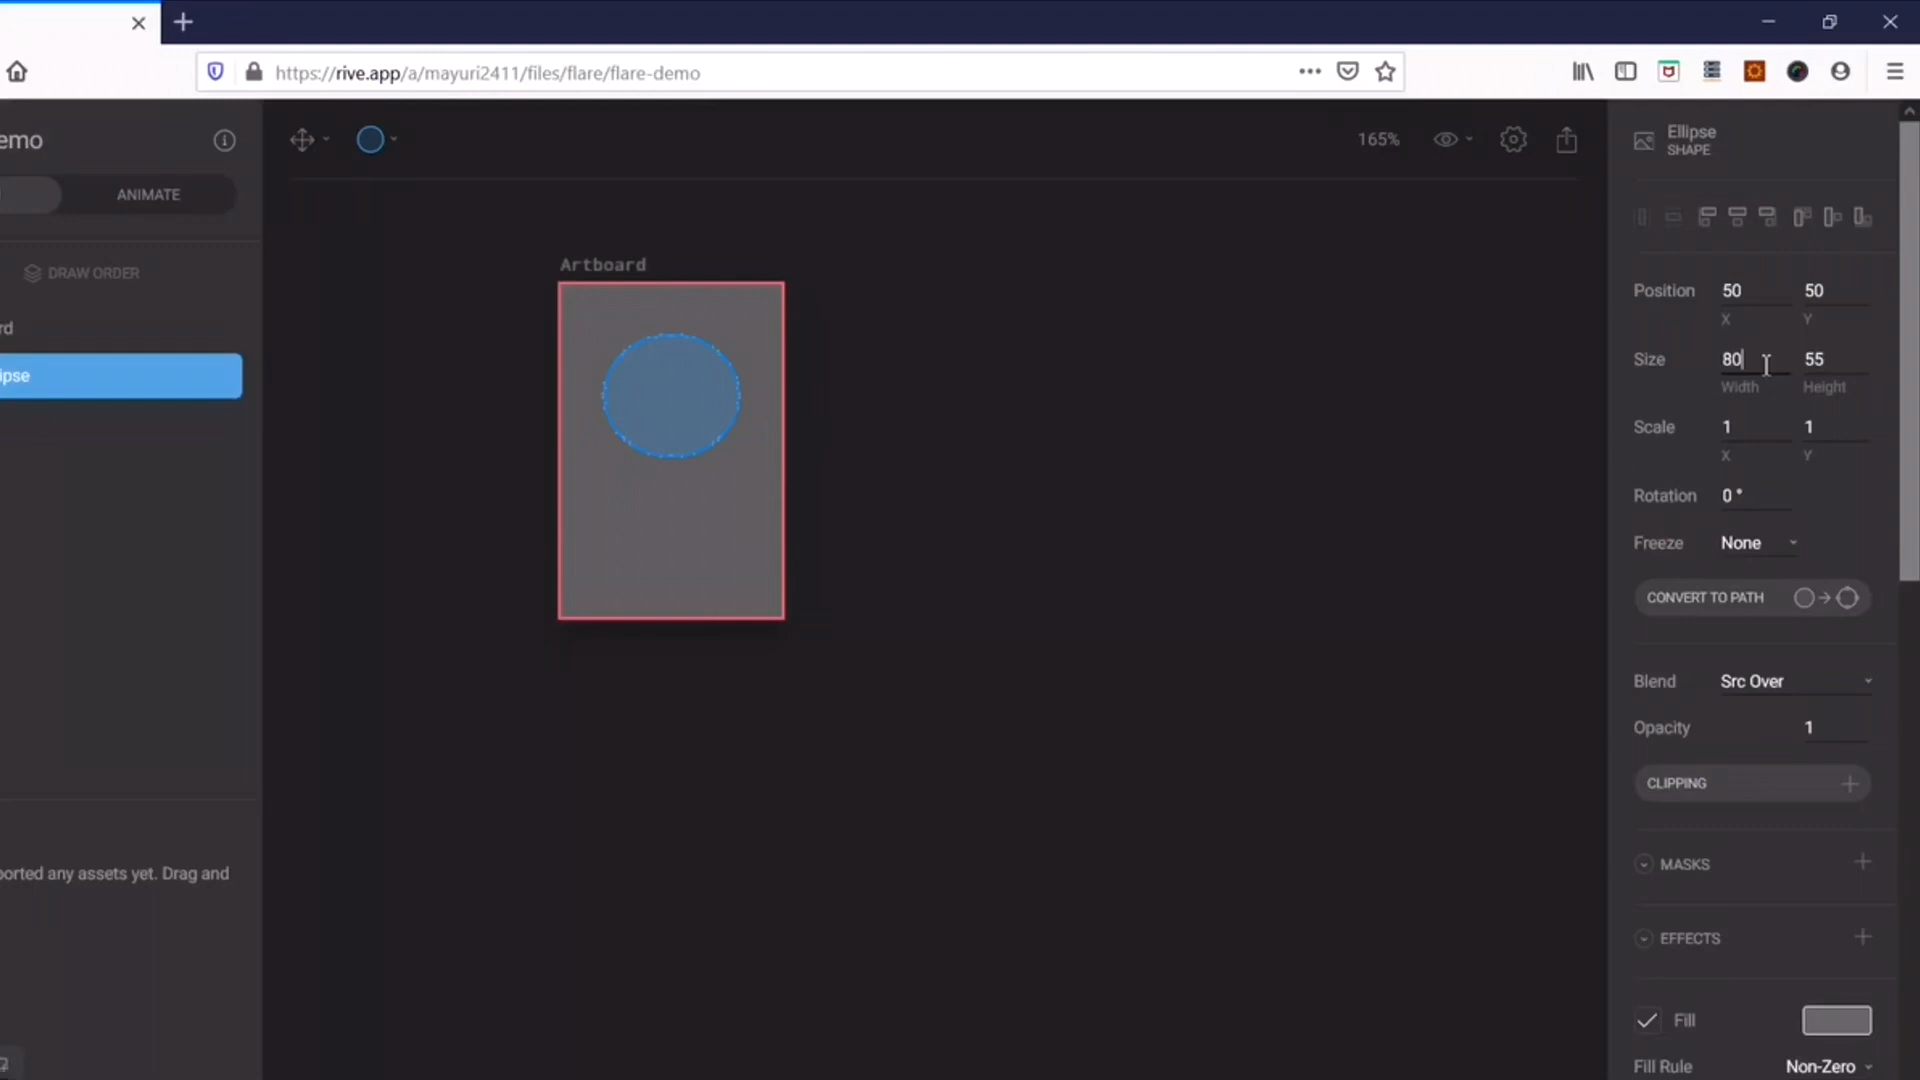 https://rive.app/a/mayuri2411/files/flare/flare-demo
emo
ANIMATE
DRAW ORDER
rd
ipse
ported any assets yet. Drag and
165%
Artboard
Ellipse
SHAPE
Position 50 50
X Y
Size 80 55
Width Height
Scale 1 1
X Y
Rotation 0 °
Freeze None
CONVERT TO PATH
Blend Src Over
Opacity 1
CLIPPING
MASKS
EFFECTS
Fill
Fill Rule Non-Zero